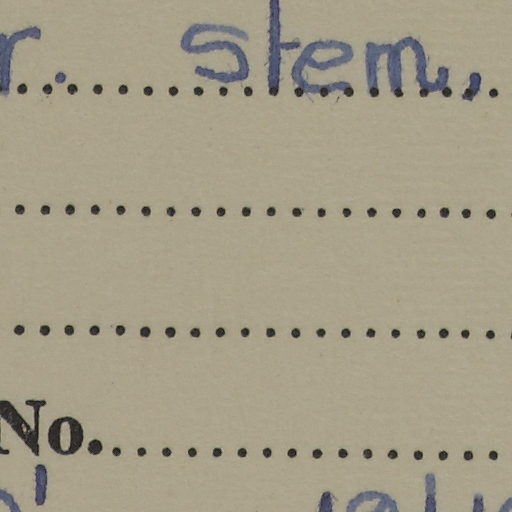 r. stem,
No.